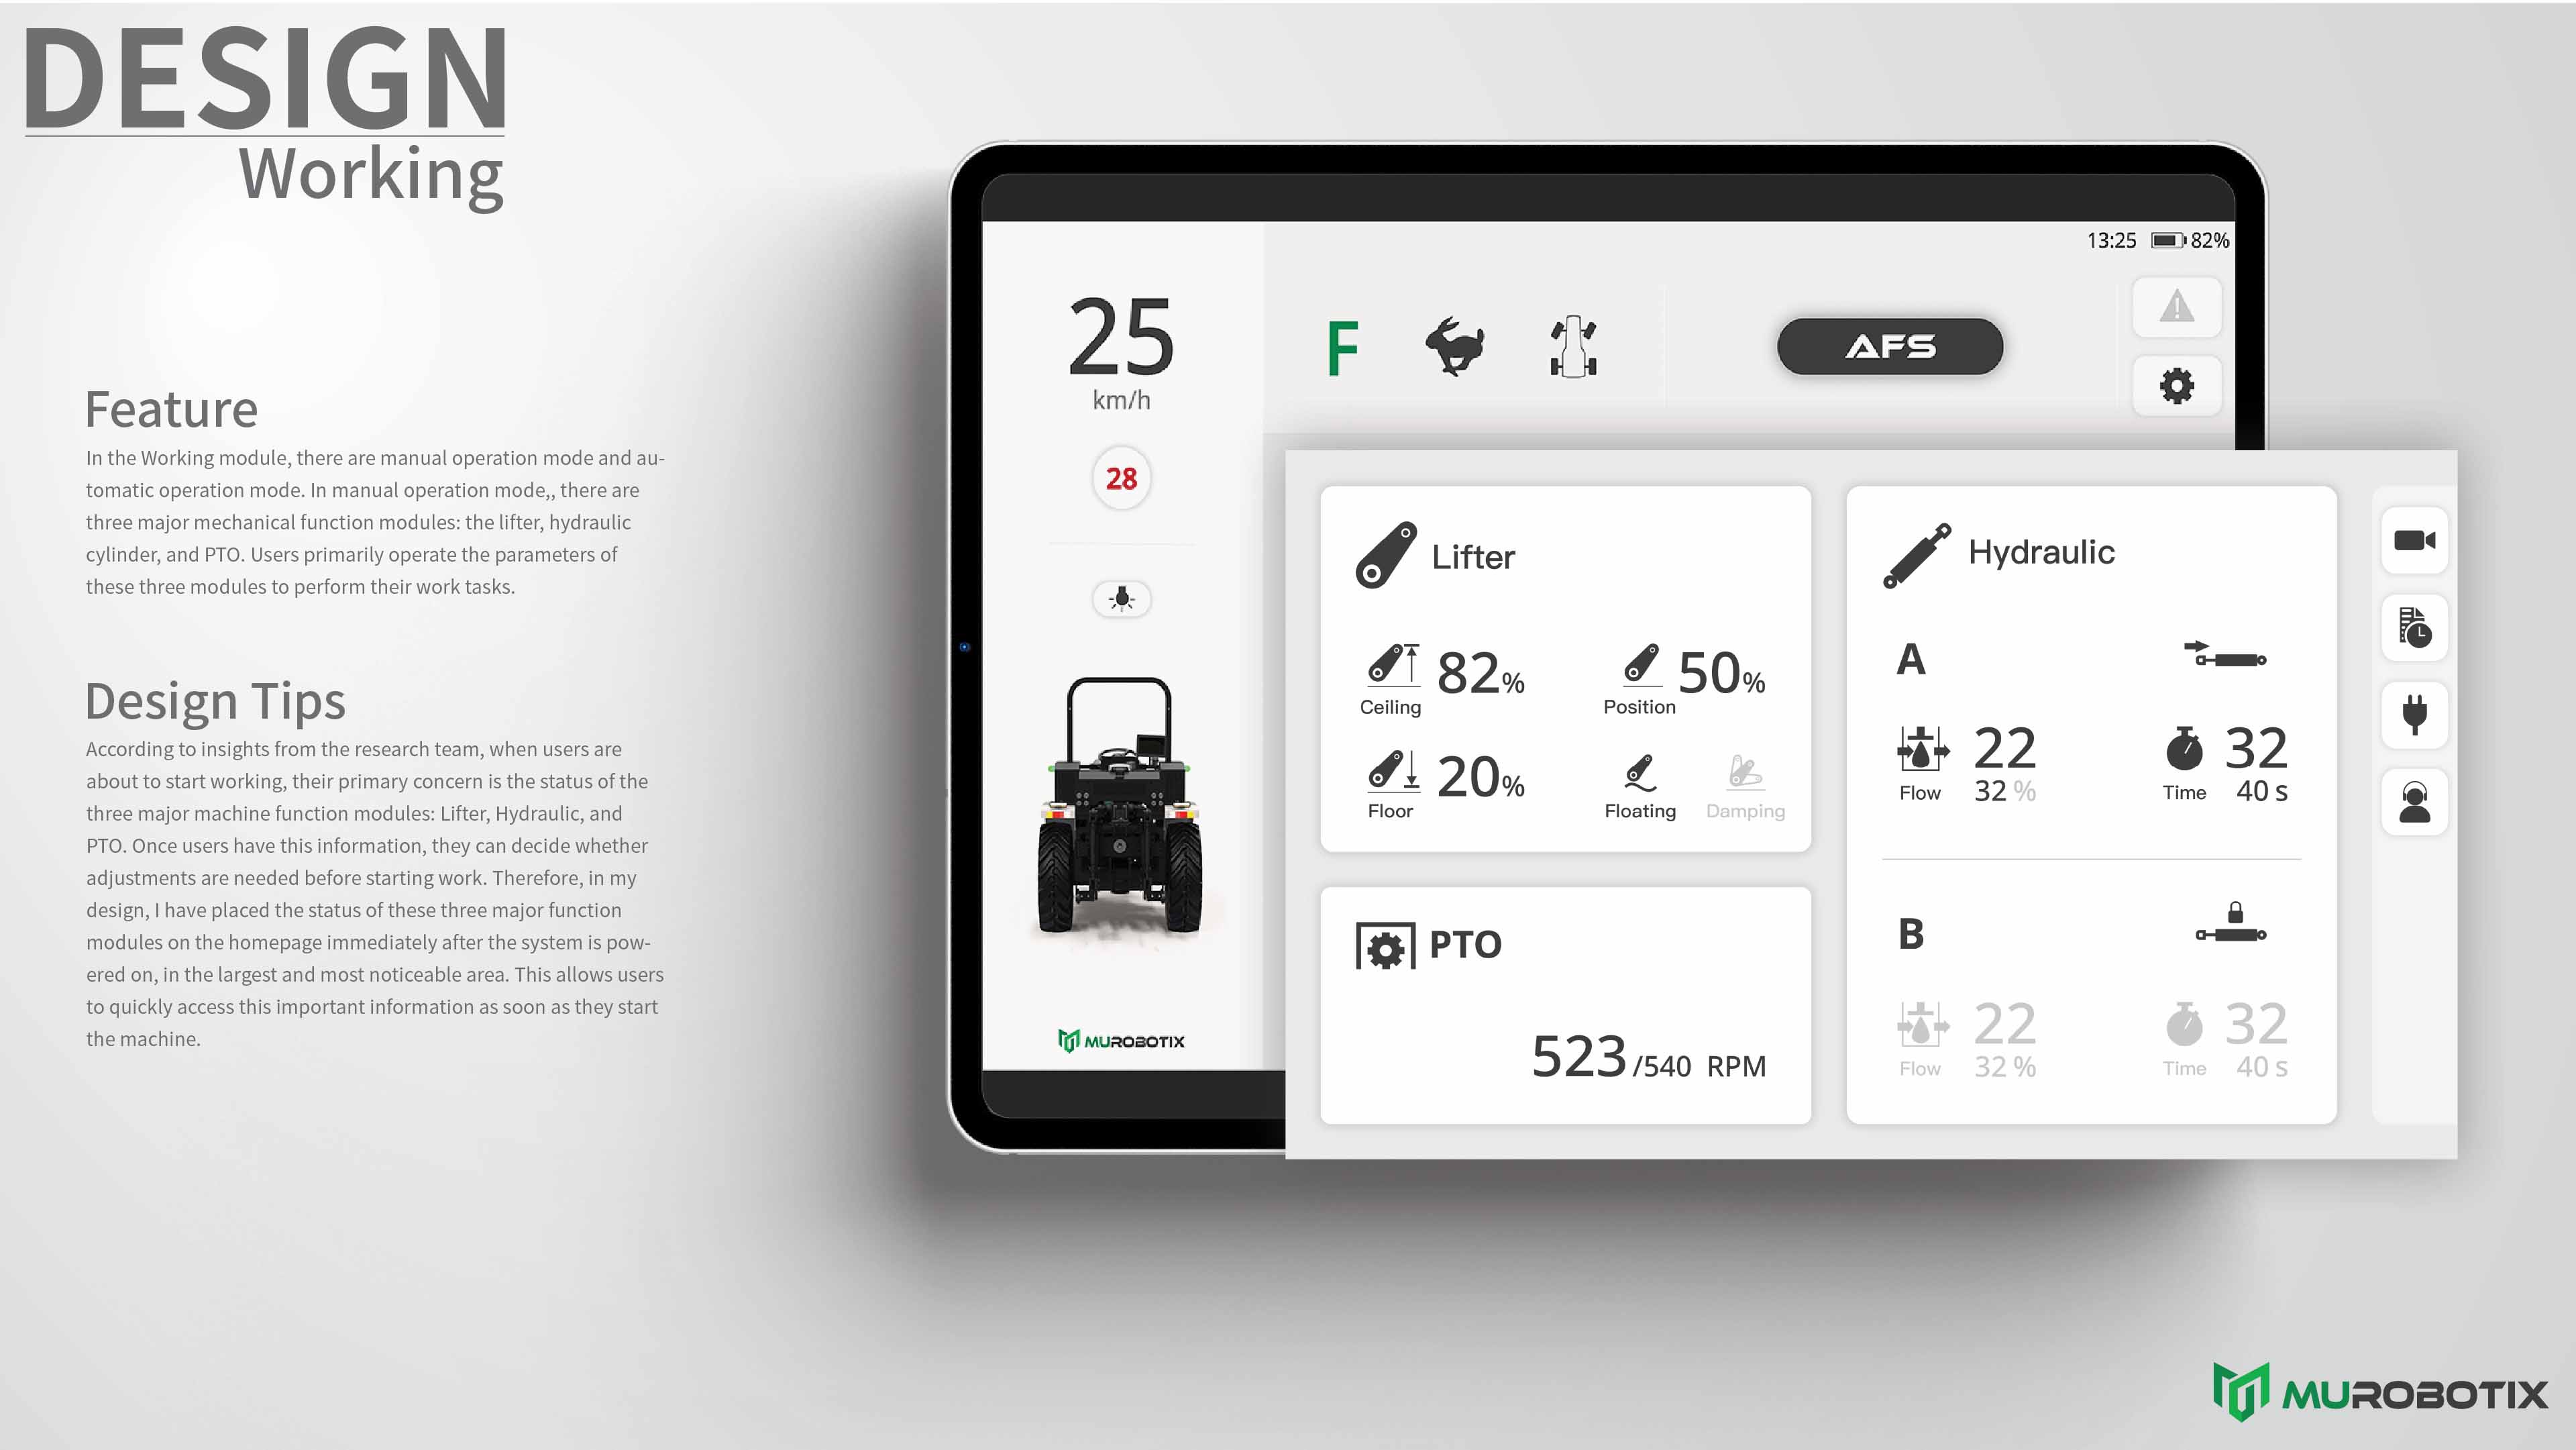 DESIGN
Working
Feature
In the Working module, there are manual operation mode and au-
tomatic operation mode. In manual operation mode,, there are
three major mechanical function modules: the lifter, hydraulic
cylinder, and PTO. Users primarily operate the parameters of
these three modules to perform their work tasks.
Design Tips
According to insights from the research team, when users are
about to start working, their primary concern is the status of the
three major machine function modules: Lifter, Hydraulic, and
PTO. Once users have this information, they can decide whether
adjustments are needed before starting work. Therefore, in my
design, I have placed the status of these three major function
modules on the homepage immediately after the system is pow-
ered on, in the largest and most noticeable area. This allows users
to quickly access this important information as soon as they start
the machine.
13:25 82%
25
km/h
28
F
AFS
MUROBOTIX
Lifter
82%
Ceiling
50%
Position
20%
Floor
Floating
Damping
PTO
523/540 RPM
Hydraulic
A
22
Flow 32 %
32
Time 40 s
B
22
Flow 32 %
32
Time 40 s
MUROBOTIX